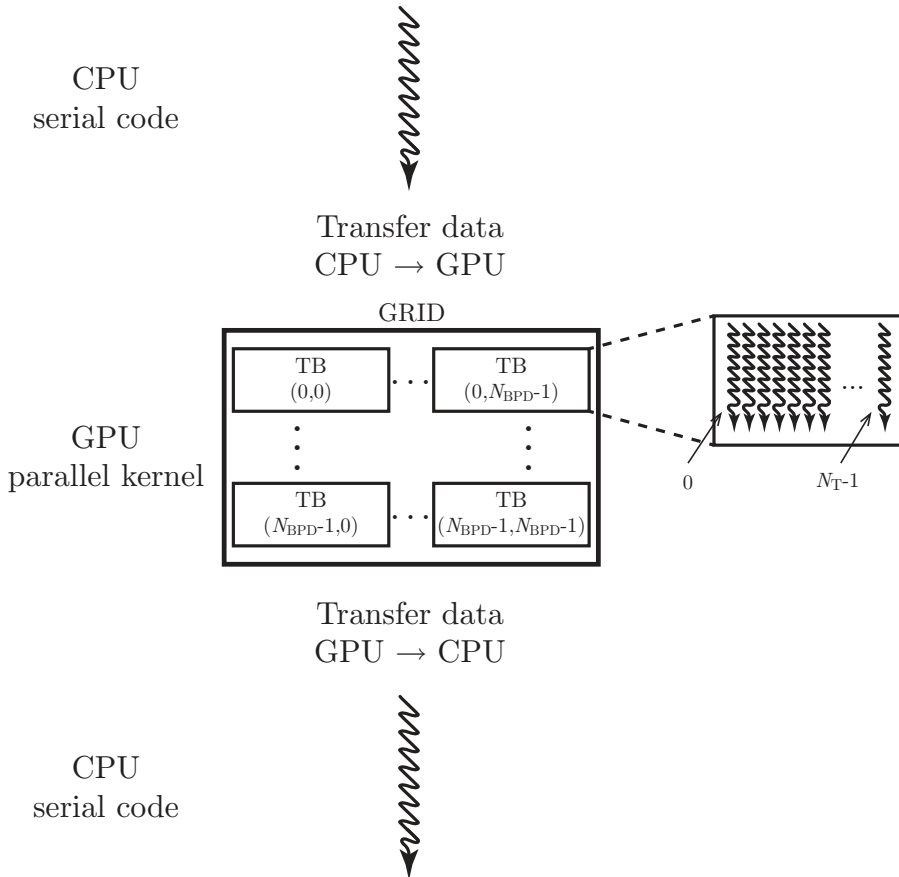 CPU
serial code
Transfer data
CPU → GPU
GRID
TB
(0,0)
...
TB
(0,N_BPD-1)
...
0
N_T-1
GPU
parallel kernel
TB
(N_BPD-1,0)
...
TB
(N_BPD-1,N_BPD-1)
Transfer data
GPU → CPU
CPU
serial code